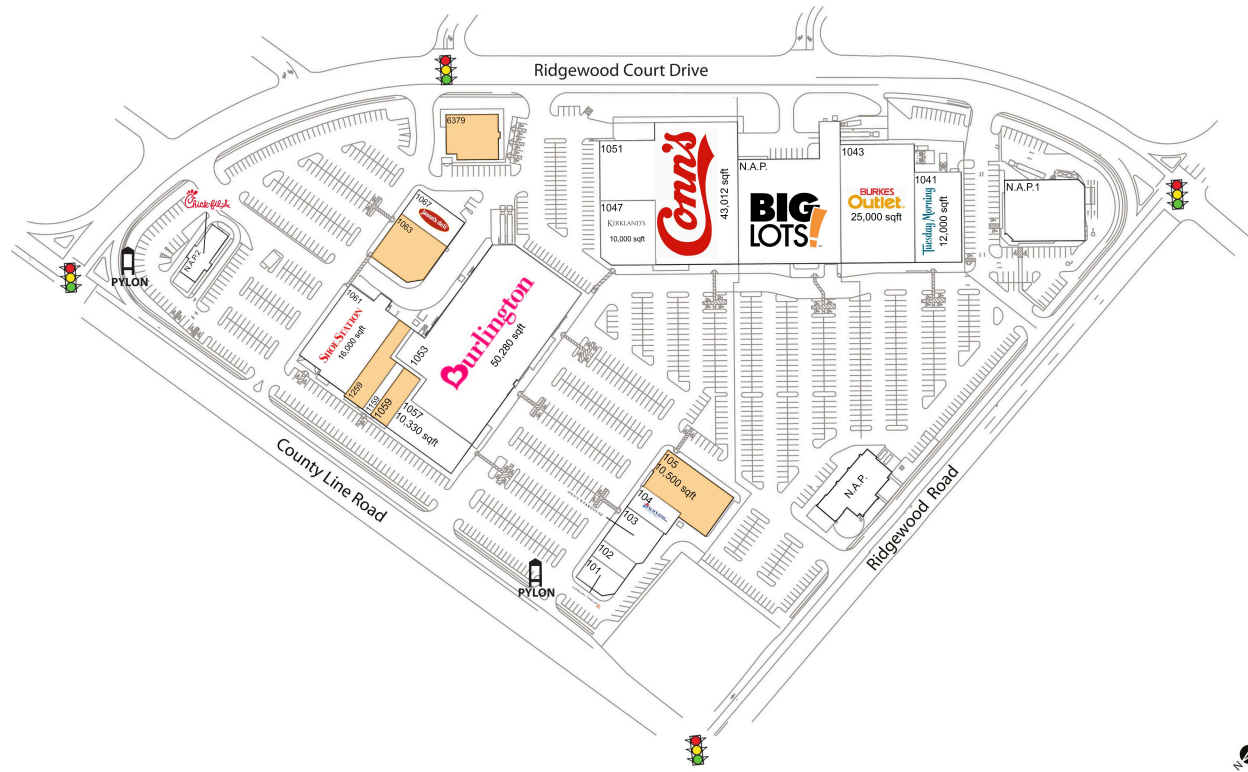 Ridgewood Court Drive
6379
1051
Conn's
43,012 sqft
N.A.P.
BIG
LOTS!
1043
BURKES
Outlet
25,000 sqft
1041
Tuesday Morning
12,000 sqft
N.A.P.1
1047
KIRKLAND'S
10,000 sqft
Chick-fil-A
N.A.P.2
PYLON
1067
Jason's deli
1063
1061
SHOE STATION
16,000 sqft
1259
1159
1059
1053
Burlington
50,280 sqft
1057
10,330 sqft
County Line Road
105
10,500 sqft
104
103
102
101
PYLON
N.A.P.
Ridgewood Road
N